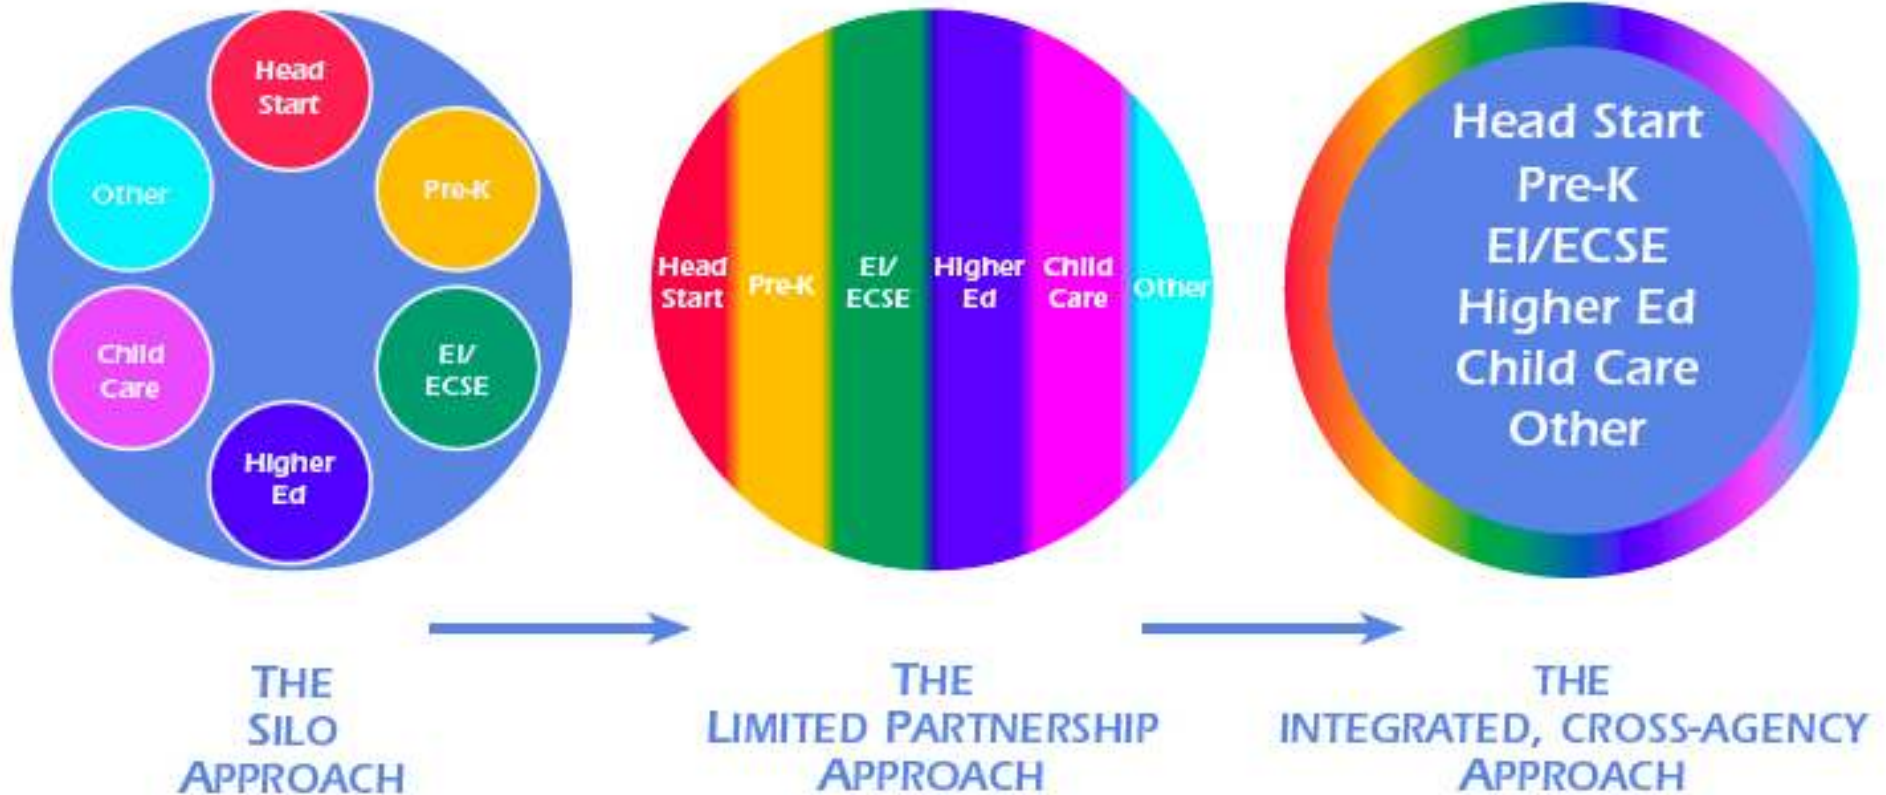 Head
Start
Other
Pre-K
Child
Care
EI/
ECSE
Higher
Ed
Head
Start
Pre-K
EI/
ECSE
Higher
Ed
Child
Care
Other
Head Start
Pre-K
EI/ECSE
Higher Ed
Child Care
Other
THE
SILO
APPROACH
THE
LIMITED PARTNERSHIP
APPROACH
THE
INTEGRATED, CROSS-AGENCY
APPROACH